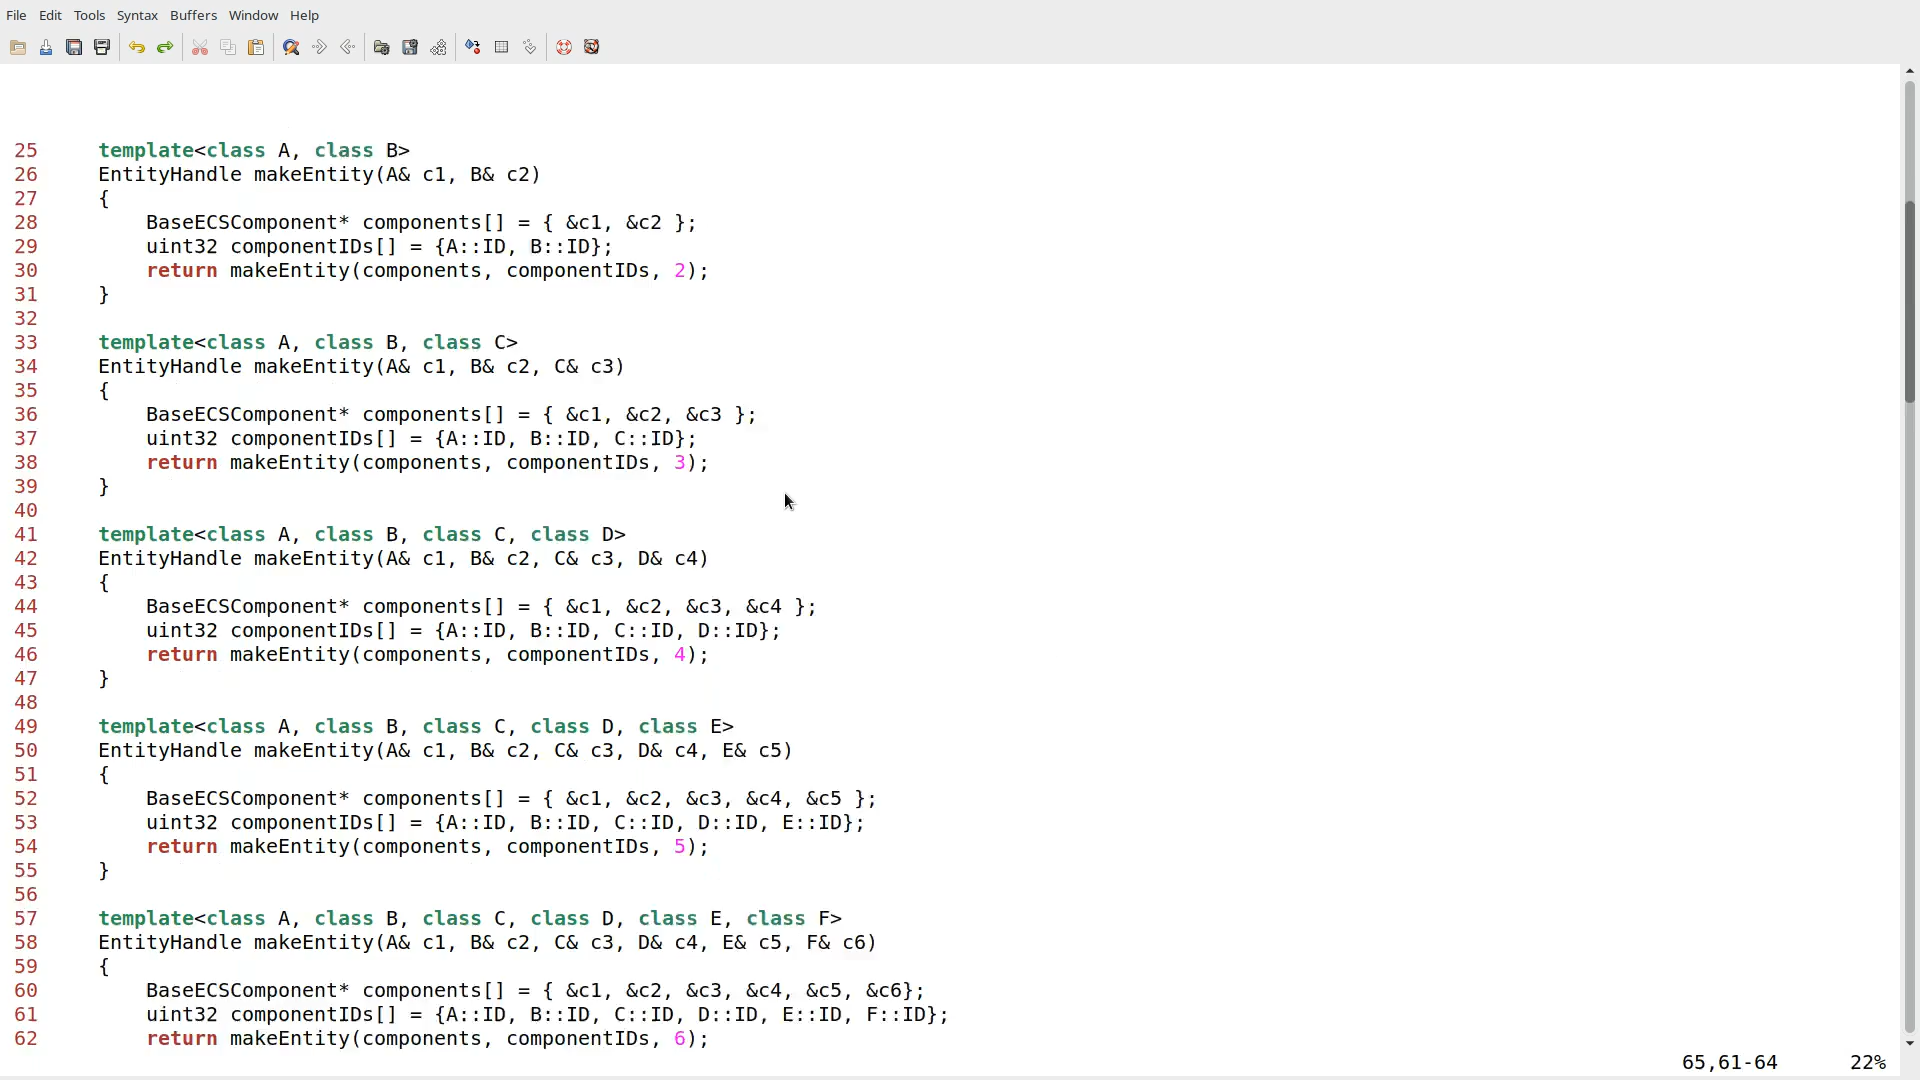 File Edit Tools Syntax Buffers Window Help
25     template<class A, class B>
26     EntityHandle makeEntity(A& c1, B& c2)
27     {
28         BaseECSComponent* components[] = { &c1, &c2 };
29         uint32 componentIDs[] = {A::ID, B::ID};
30         return makeEntity(components, componentIDs, 2);
31     }
32
33     template<class A, class B, class C>
34     EntityHandle makeEntity(A& c1, B& c2, C& c3)
35     {
36         BaseECSComponent* components[] = { &c1, &c2, &c3 };
37         uint32 componentIDs[] = {A::ID, B::ID, C::ID};
38         return makeEntity(components, componentIDs, 3);
39     }
40
41     template<class A, class B, class C, class D>
42     EntityHandle makeEntity(A& c1, B& c2, C& c3, D& c4)
43     {
44         BaseECSComponent* components[] = { &c1, &c2, &c3, &c4 };
45         uint32 componentIDs[] = {A::ID, B::ID, C::ID, D::ID};
46         return makeEntity(components, componentIDs, 4);
47     }
48
49     template<class A, class B, class C, class D, class E>
50     EntityHandle makeEntity(A& c1, B& c2, C& c3, D& c4, E& c5)
51     {
52         BaseECSComponent* components[] = { &c1, &c2, &c3, &c4, &c5 };
53         uint32 componentIDs[] = {A::ID, B::ID, C::ID, D::ID, E::ID};
54         return makeEntity(components, componentIDs, 5);
55     }
56
57     template<class A, class B, class C, class D, class E, class F>
58     EntityHandle makeEntity(A& c1, B& c2, C& c3, D& c4, E& c5, F& c6)
59     {
60         BaseECSComponent* components[] = { &c1, &c2, &c3, &c4, &c5, &c6};
61         uint32 componentIDs[] = {A::ID, B::ID, C::ID, D::ID, E::ID, F::ID};
62         return makeEntity(components, componentIDs, 6);
65,61-64 22%